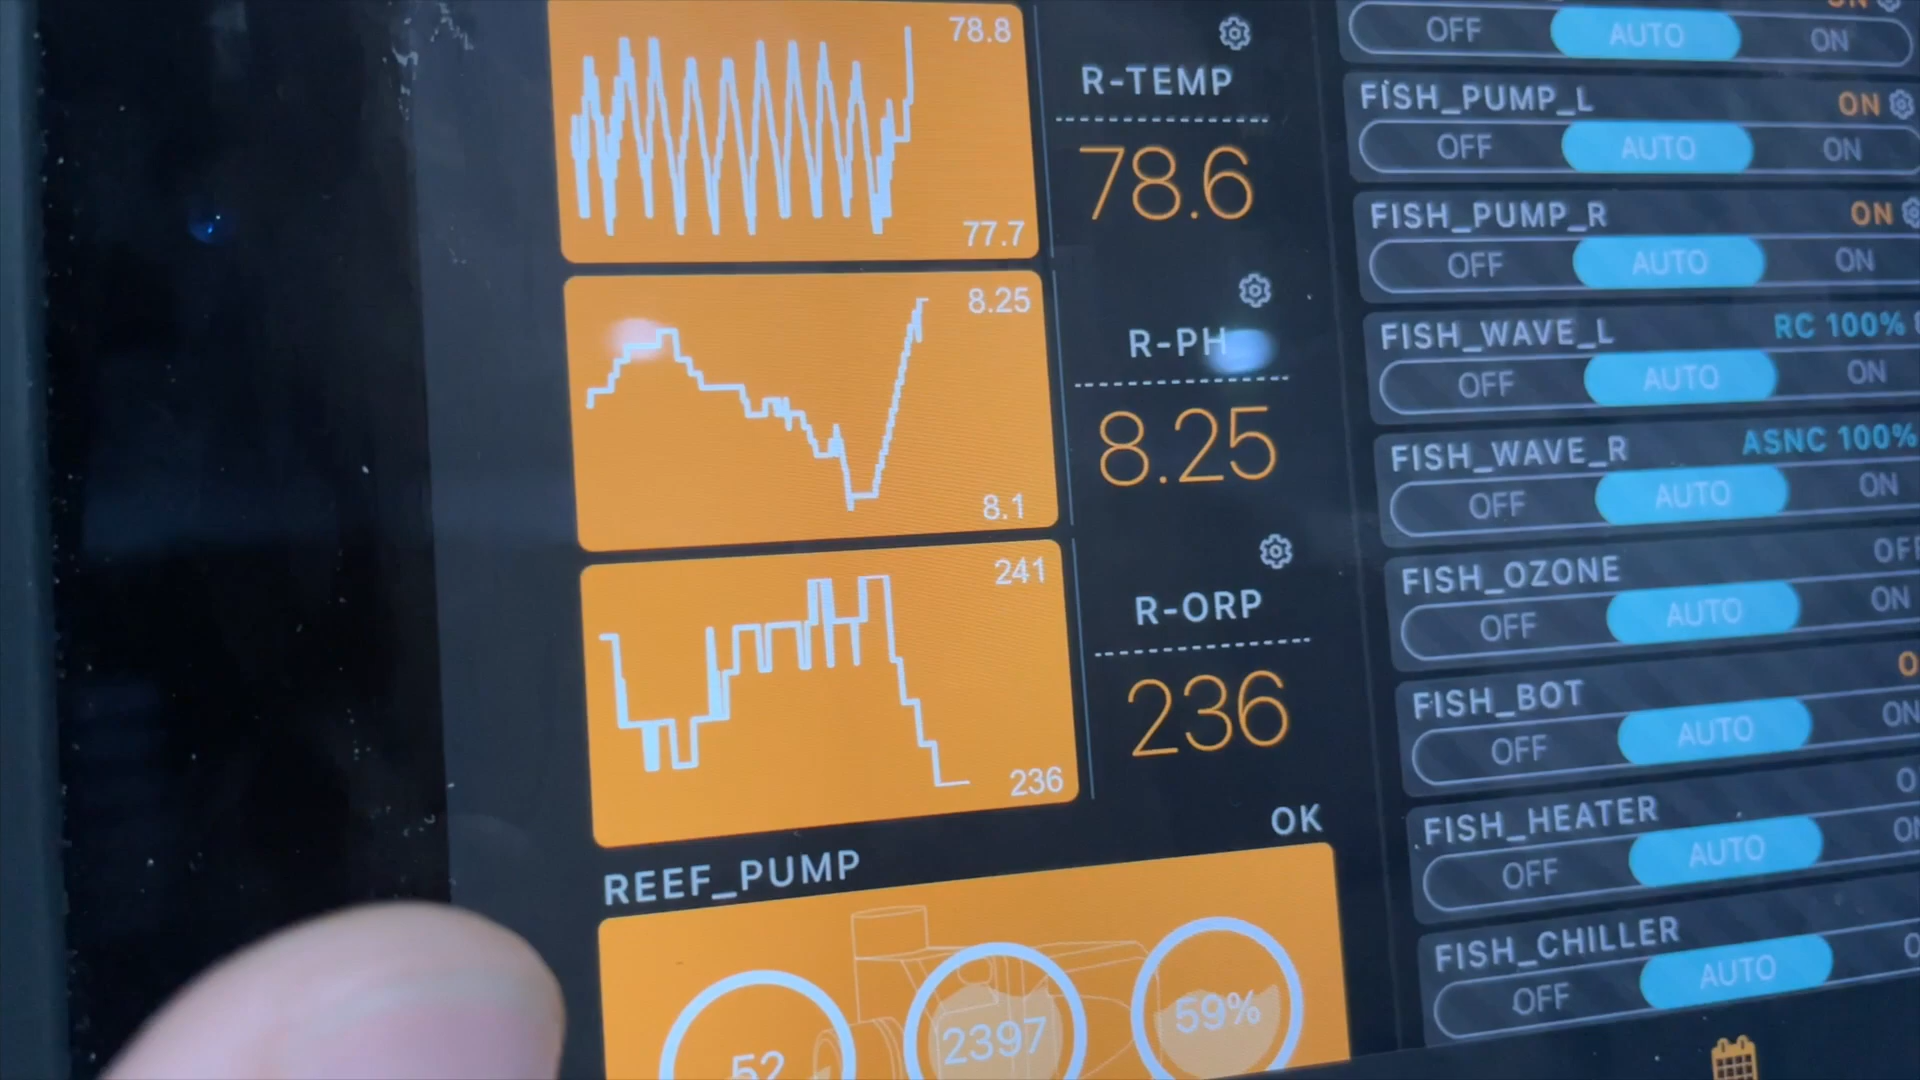 78.8
77.7
R-TEMP
78.6
8.25
8.1
R-PH
8.25
241
236
R-ORP
236
OK
REEF_PUMP
52
2397
59%
ON
OFF AUTO ON
FISH_PUMP_L ON
OFF AUTO ON
FISH_PUMP_R ON
OFF AUTO ON
FISH_WAVE_L RC 100%
OFF AUTO ON
FISH_WAVE_R ASNC 100%
OFF AUTO ON
FISH_OZONE OFF
OFF AUTO ON
FISH_BOT
OFF AUTO ON
FISH_HEATER
OFF AUTO ON
FISH_CHILLER
OFF AUTO